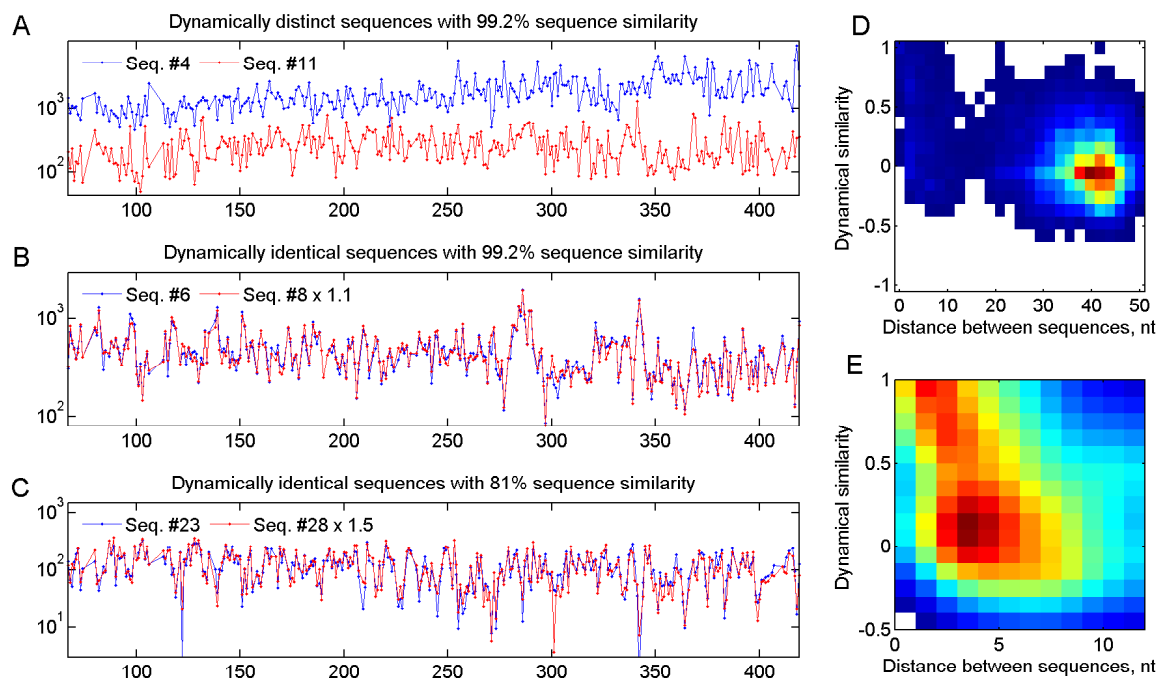 A
Dynamically distinct sequences with 99.2% sequence similarity
Seq. #4
Seq. #11
10³
10²
100 150 200 250 300 350 400
B
Dynamically identical sequences with 99.2% sequence similarity
Seq. #6
Seq. #8 x 1.1
10³
10²
100 150 200 250 300 350 400
C
Dynamically identical sequences with 81% sequence similarity
Seq. #23
Seq. #28 x 1.5
10³
10²
10¹
100 150 200 250 300 350 400
D
Dynamical similarity
1
0.5
0
-0.5
-1
0 10 20 30 40 50
Distance between sequences, nt
E
Dynamical similarity
1
0.5
0
-0.5
0 5 10
Distance between sequences, nt